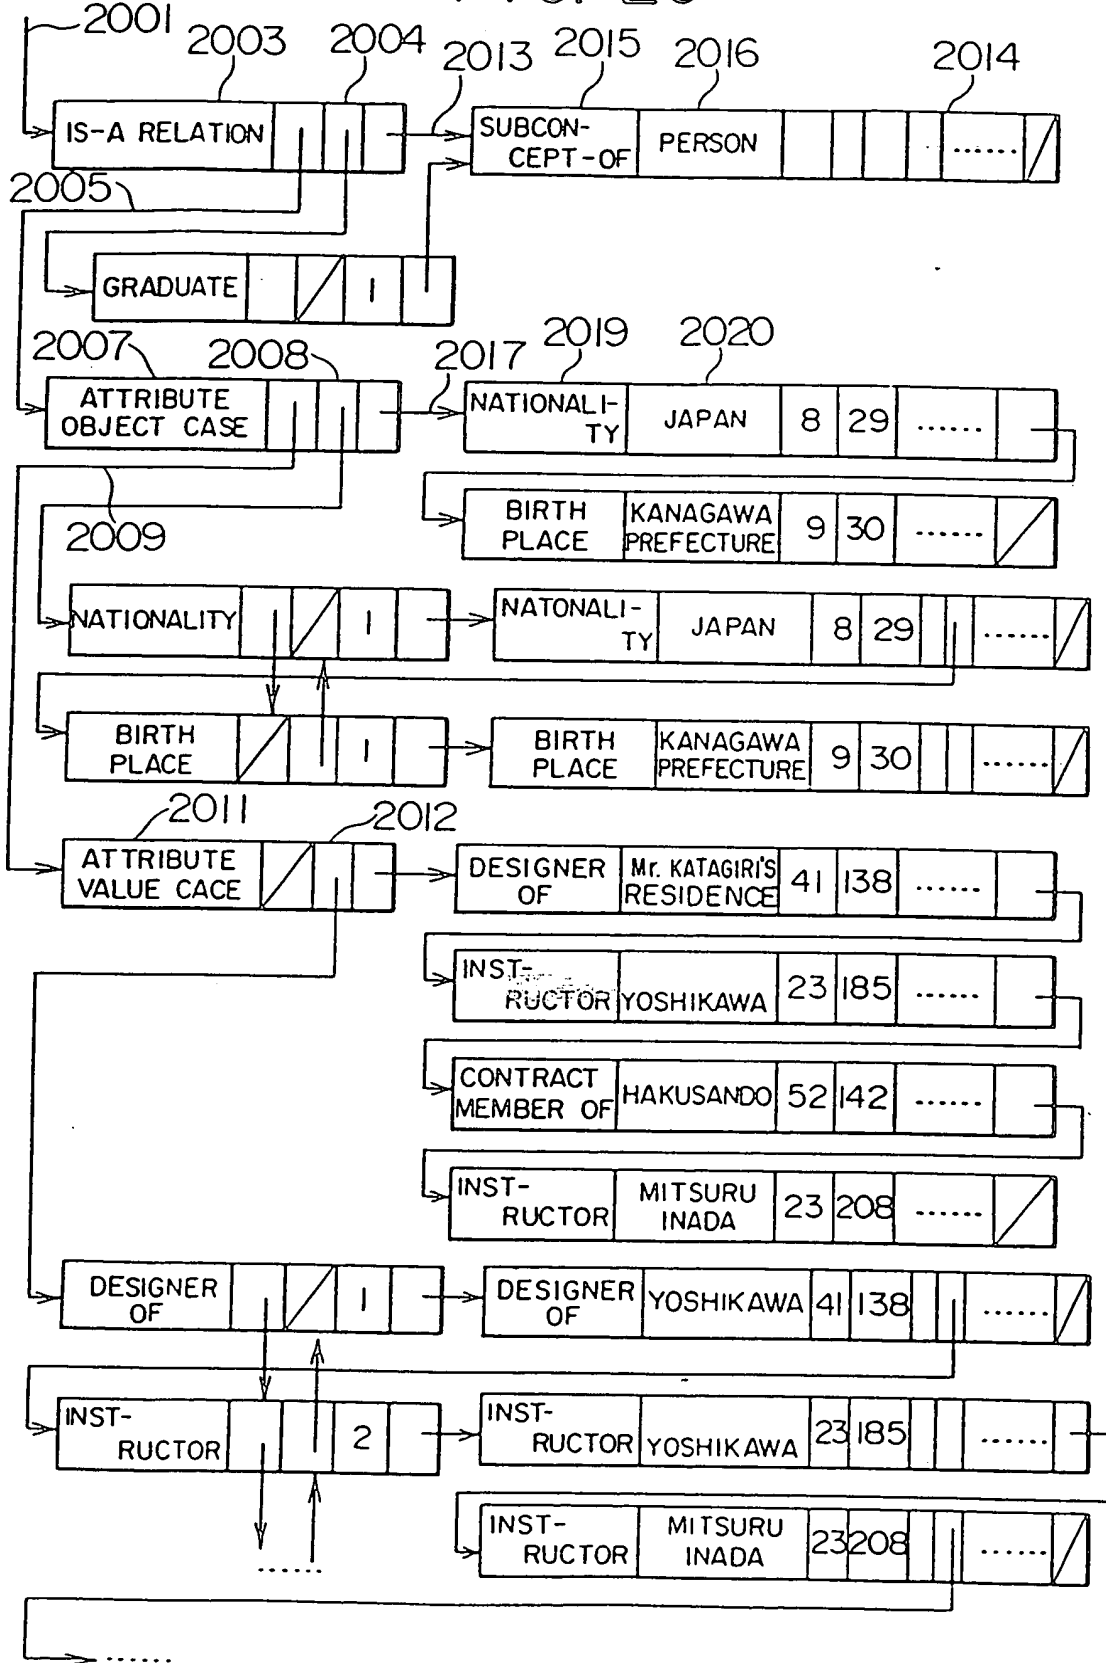 2001
2003
2004
2013
2015
2016
2014
IS-A RELATION
SUBCON-
CEPT-OF
PERSON
......
2005
GRADUATE
1
2007
2008
2017
2019
2020
ATTRIBUTE
OBJECT CASE
NATIONALI-
TY
JAPAN
8
29
......
2009
BIRTH
PLACE
KANAGAWA
PREFECTURE
9
30
......
NATIONALITY
1
NATONALI-
TY
JAPAN
8
29
......
BIRTH
PLACE
1
BIRTH
PLACE
KANAGAWA
PREFECTURE
9
30
......
2011
2012
ATTRIBUTE
VALUE CACE
DESIGNER
OF
Mr. KATAGIRI'S
RESIDENCE
41
138
......
INST-
RUCTOR
YOSHIKAWA
23
185
......
CONTRACT
MEMBER OF
HAKUSANDO
52
142
......
INST-
RUCTOR
MITSURU
INADA
23
208
......
DESIGNER
OF
1
DESIGNER
OF
YOSHIKAWA
41
138
......
INST-
RUCTOR
2
INST-
RUCTOR
YOSHIKAWA
23
185
......
INST-
RUCTOR
MITSURU
INADA
23
208
......
......
......